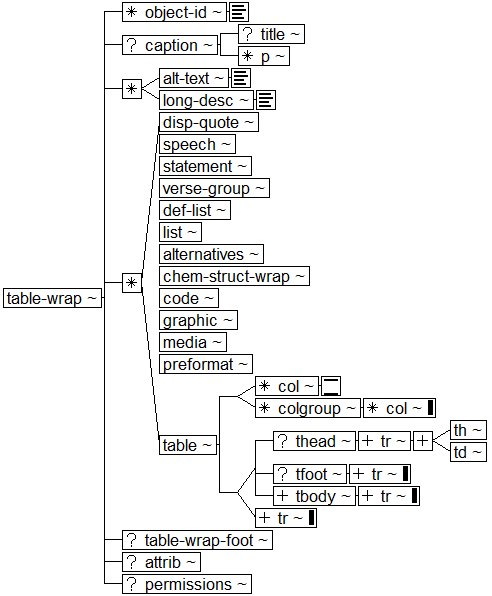 * object-id ~
? caption ~
? title ~
* p ~
*
alt-text ~
long-desc ~
disp-quote ~
speech ~
statement ~
verse-group ~
def-list ~
list ~
alternatives ~
*
chem-struct-wrap ~
table-wrap ~
code ~
graphic ~
media ~
preformat ~
table ~
* col ~
* colgroup ~ * col ~
? thead ~ + tr ~ +
th ~
td ~
? tfoot ~ + tr ~
+ tbody ~ + tr ~
+ tr ~
? table-wrap-foot ~
? attrib ~
? permissions ~